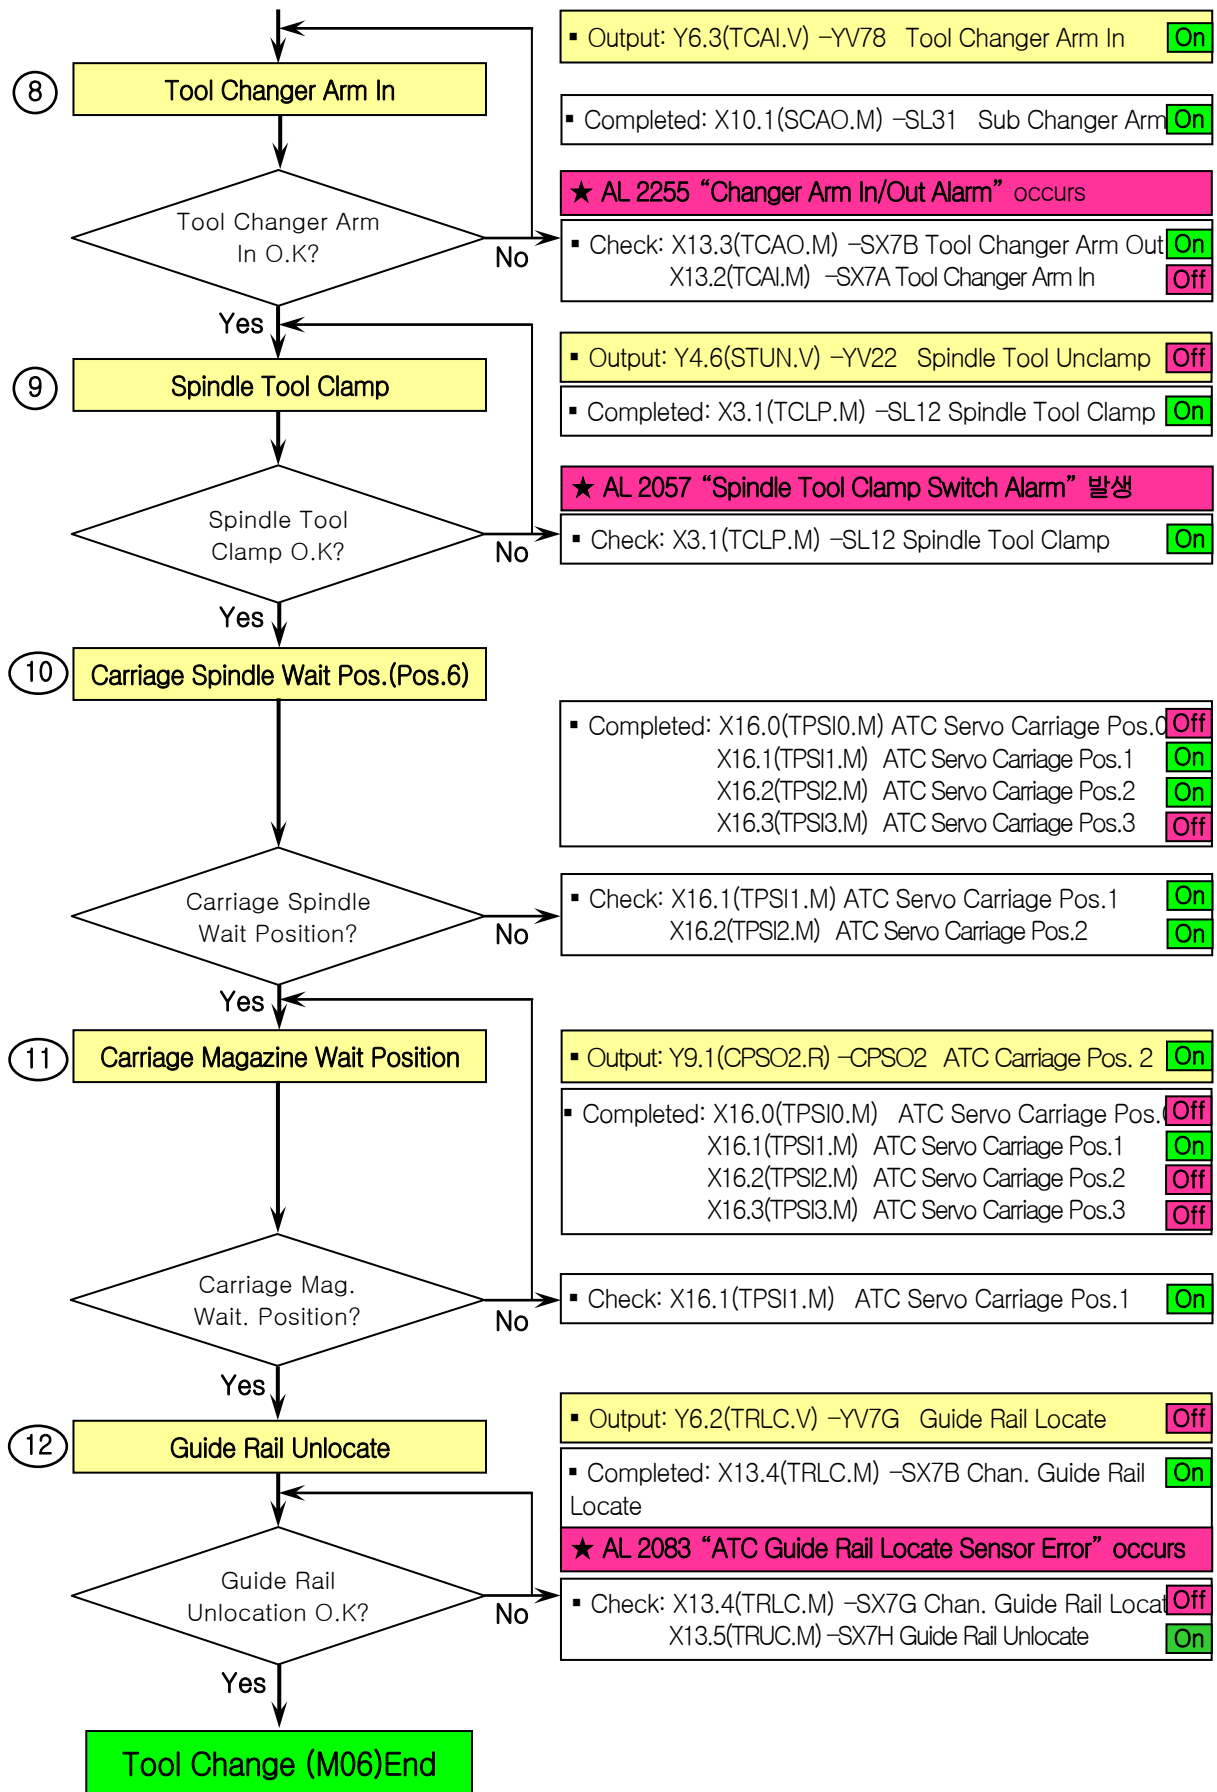 ▪ Output: Y6.3(TCAI.V) -YV78 Tool Changer Arm In On
8 Tool Changer Arm In
▪ Completed: X10.1(SCAO.M) -SL31 Sub Changer Arm On
★ AL 2255 “Changer Arm In/Out Alarm” occurs
Tool Changer Arm
In O.K?
No
▪ Check: X13.3(TCAO.M) -SX7B Tool Changer Arm Out On
X13.2(TCAI.M) -SX7A Tool Changer Arm In Off
Yes
▪ Output: Y4.6(STUN.V) -YV22 Spindle Tool Unclamp Off
9 Spindle Tool Clamp
▪ Completed: X3.1(TCLP.M) -SL12 Spindle Tool Clamp On
★ AL 2057 “Spindle Tool Clamp Switch Alarm” 발생
Spindle Tool
Clamp O.K?
No
▪ Check: X3.1(TCLP.M) -SL12 Spindle Tool Clamp On
Yes
10 Carriage Spindle Wait Pos.(Pos.6)
▪ Completed: X16.0(TPSI0.M) ATC Servo Carriage Pos.0 Off
X16.1(TPSI1.M) ATC Servo Carriage Pos.1 On
X16.2(TPSI2.M) ATC Servo Carriage Pos.2 On
X16.3(TPSI3.M) ATC Servo Carriage Pos.3 Off
Carriage Spindle
Wait Position?
No
▪ Check: X16.1(TPSI1.M) ATC Servo Carriage Pos.1 On
X16.2(TPSI2.M) ATC Servo Carriage Pos.2 On
Yes
11 Carriage Magazine Wait Position
▪ Output: Y9.1(CPSO2.R) -CPSO2 ATC Carriage Pos. 2 On
▪ Completed: X16.0(TPSI0.M) ATC Servo Carriage Pos.0 Off
X16.1(TPSI1.M) ATC Servo Carriage Pos.1 On
X16.2(TPSI2.M) ATC Servo Carriage Pos.2 Off
X16.3(TPSI3.M) ATC Servo Carriage Pos.3 Off
Carriage Mag.
Wait. Position?
No
▪ Check: X16.1(TPSI1.M) ATC Servo Carriage Pos.1 On
Yes
▪ Output: Y6.2(TRLC.V) -YV7G Guide Rail Locate Off
12 Guide Rail Unlocate
▪ Completed: X13.4(TRLC.M) -SX7B Chan. Guide Rail On
Locate
★ AL 2083 “ATC Guide Rail Locate Sensor Error” occurs
Guide Rail
Unlocation O.K?
No
▪ Check: X13.4(TRLC.M) -SX7G Chan. Guide Rail Locat Off
X13.5(TRUC.M) -SX7H Guide Rail Unlocate On
Yes
Tool Change (M06)End